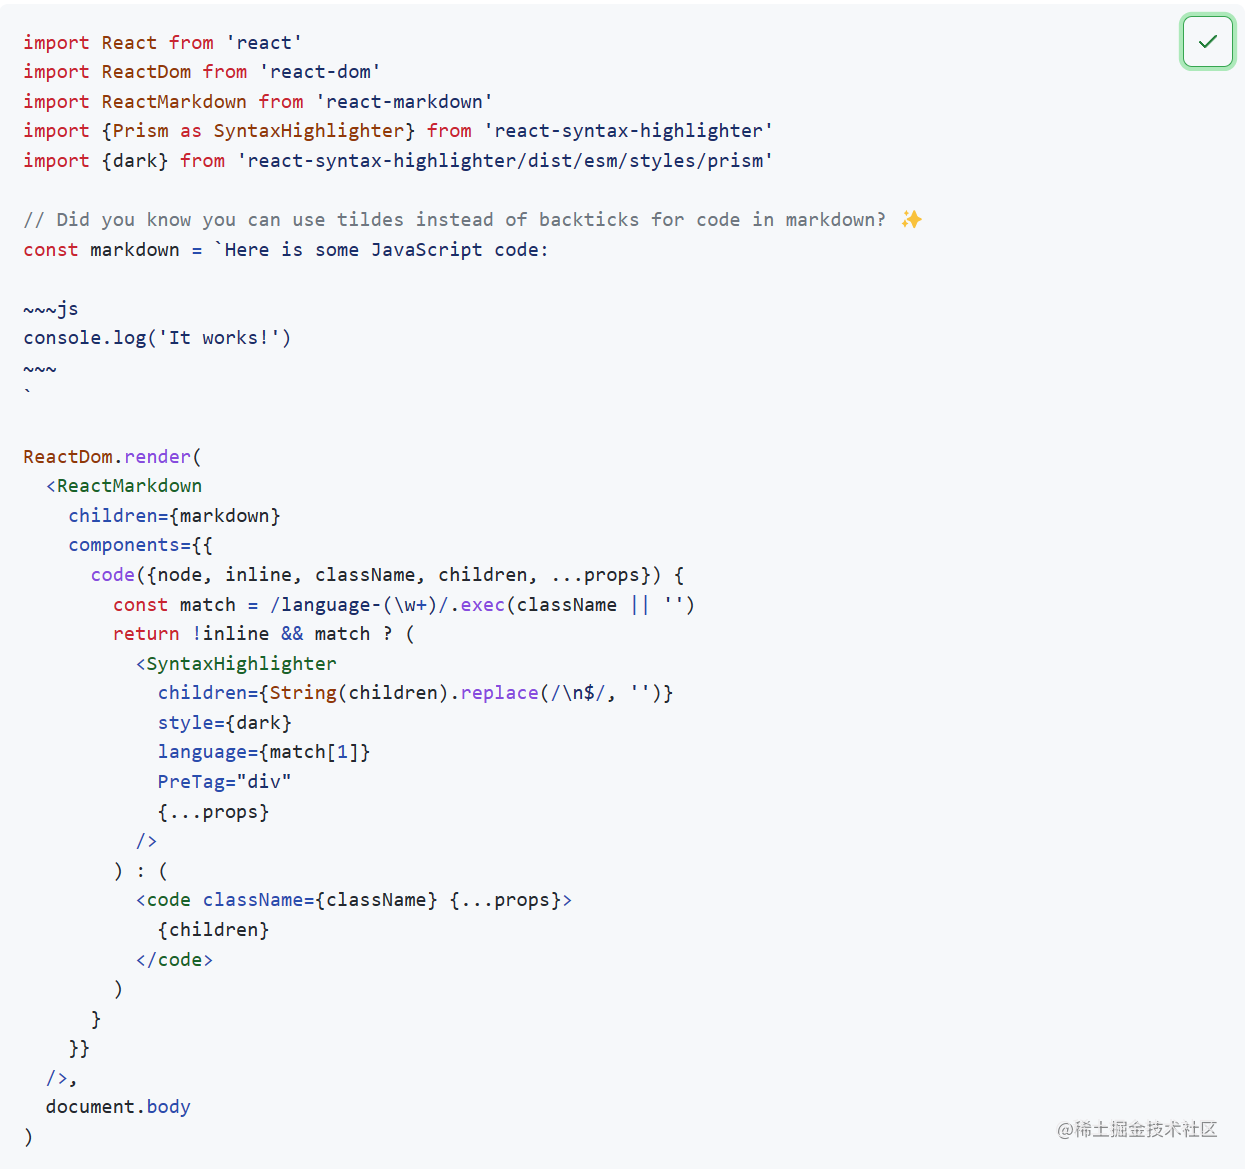 import React from 'react'
import ReactDom from 'react-dom'
import ReactMarkdown from 'react-markdown'
import {Prism as SyntaxHighlighter} from 'react-syntax-highlighter'
import {dark} from 'react-syntax-highlighter/dist/esm/styles/prism'

// Did you know you can use tildes instead of backticks for code in markdown? ✨
const markdown = `Here is some JavaScript code:

~~~js
console.log('It works!')
~~~
`

ReactDom.render(
  <ReactMarkdown
    children={markdown}
    components={{
      code({node, inline, className, children, ...props}) {
        const match = /language-(\w+)/.exec(className || '')
        return !inline && match ? (
          <SyntaxHighlighter
            children={String(children).replace(/\n$/, '')}
            style={dark}
            language={match[1]}
            PreTag="div"
            {...props}
          />
        ) : (
          <code className={className} {...props}>
            {children}
          </code>
        )
      }
    }}
  />,
  document.body
)
@稀土掘金技术社区